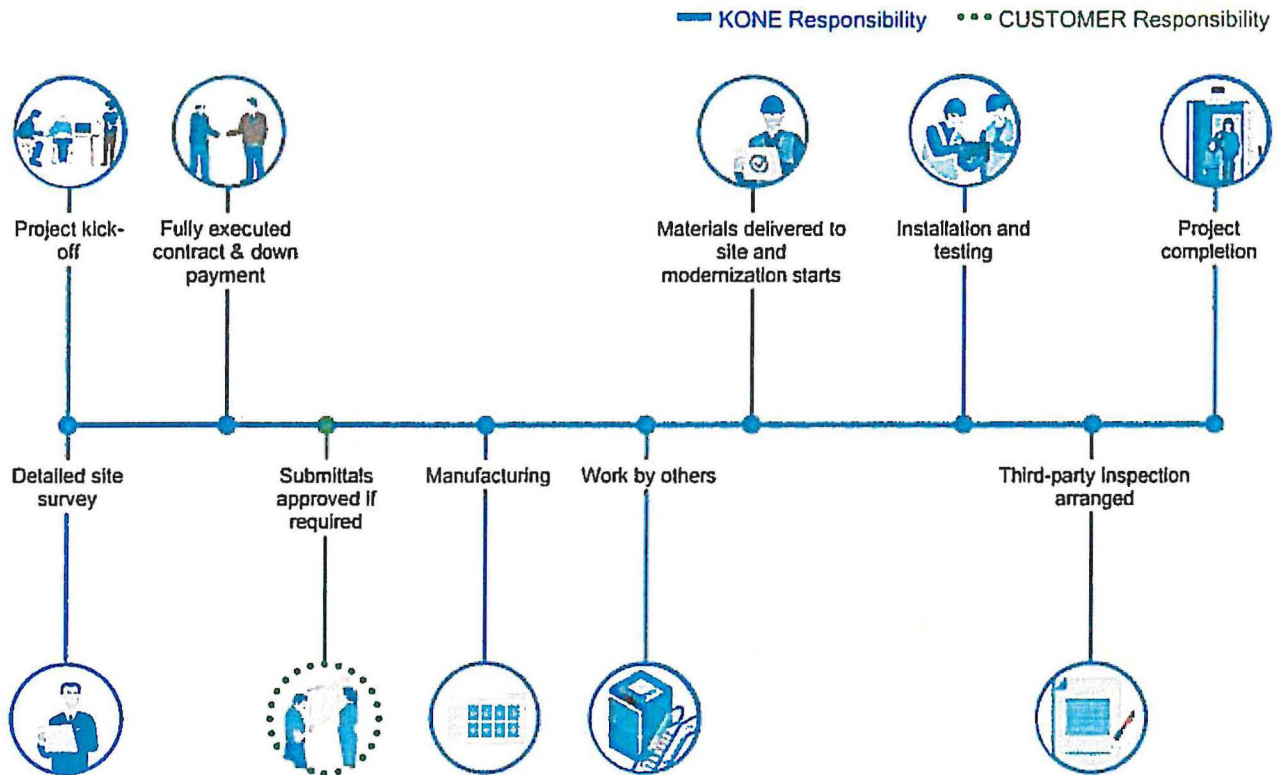 KONE Responsibility
CUSTOMER Responsibility
Project kick-
off
Fully executed
contract & down
payment
Materials delivered to
site and
modernization starts
Installation and
testing
Project
completion
Detailed site
survey
Submittals
approved if
required
Manufacturing
Work by others
Third-party inspection
arranged